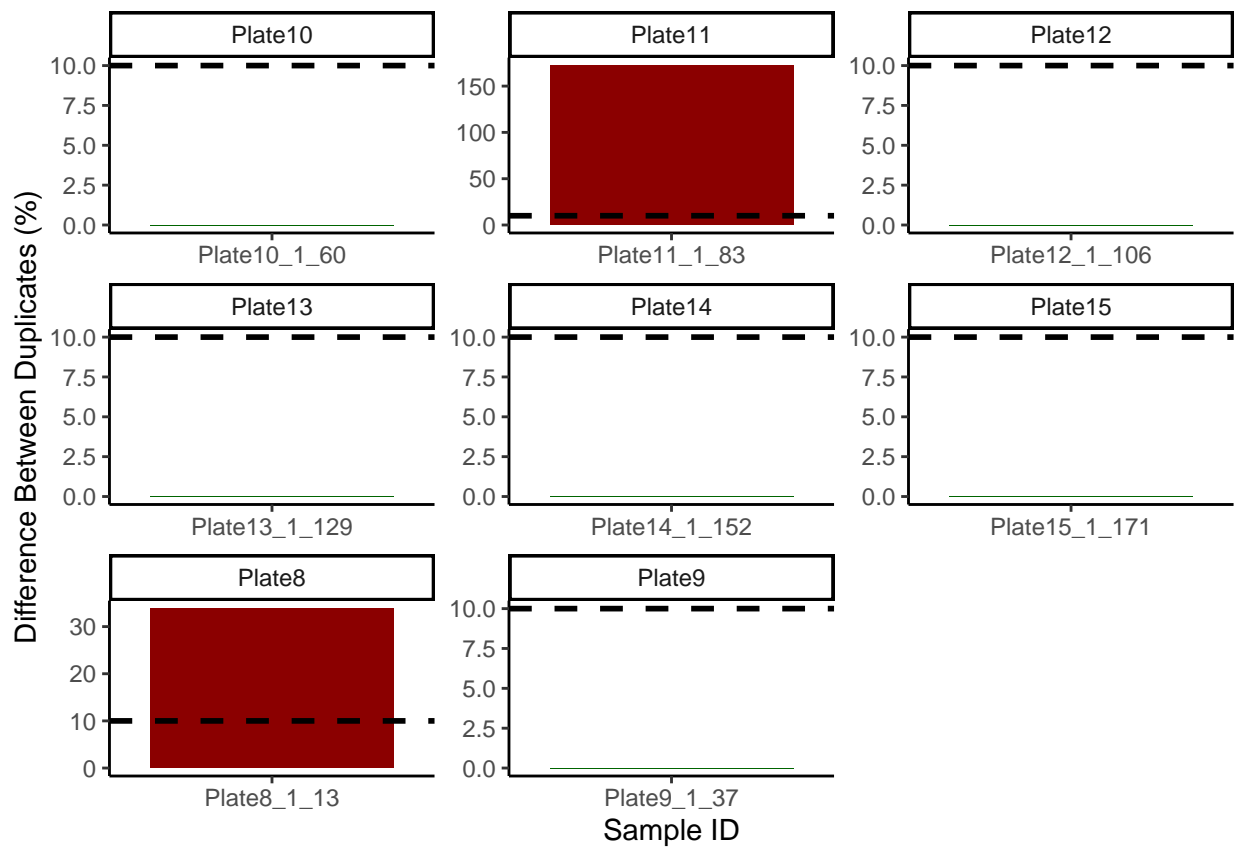 Difference Between Duplicates (%)
Plate10
10.0
7.5
5.0
2.5
0.0
Plate10_1_60
Plate11
150
100
50
0
Plate11_1_83
Plate12
10.0
7.5
5.0
2.5
0.0
Plate12_1_106
Plate13
10.0
7.5
5.0
2.5
0.0
Plate13_1_129
Plate14
10.0
7.5
5.0
2.5
0.0
Plate14_1_152
Plate15
10.0
7.5
5.0
2.5
0.0
Plate15_1_171
Plate8
30
20
10
0
Plate8_1_13
Plate9
10.0
7.5
5.0
2.5
0.0
Plate9_1_37
Sample ID